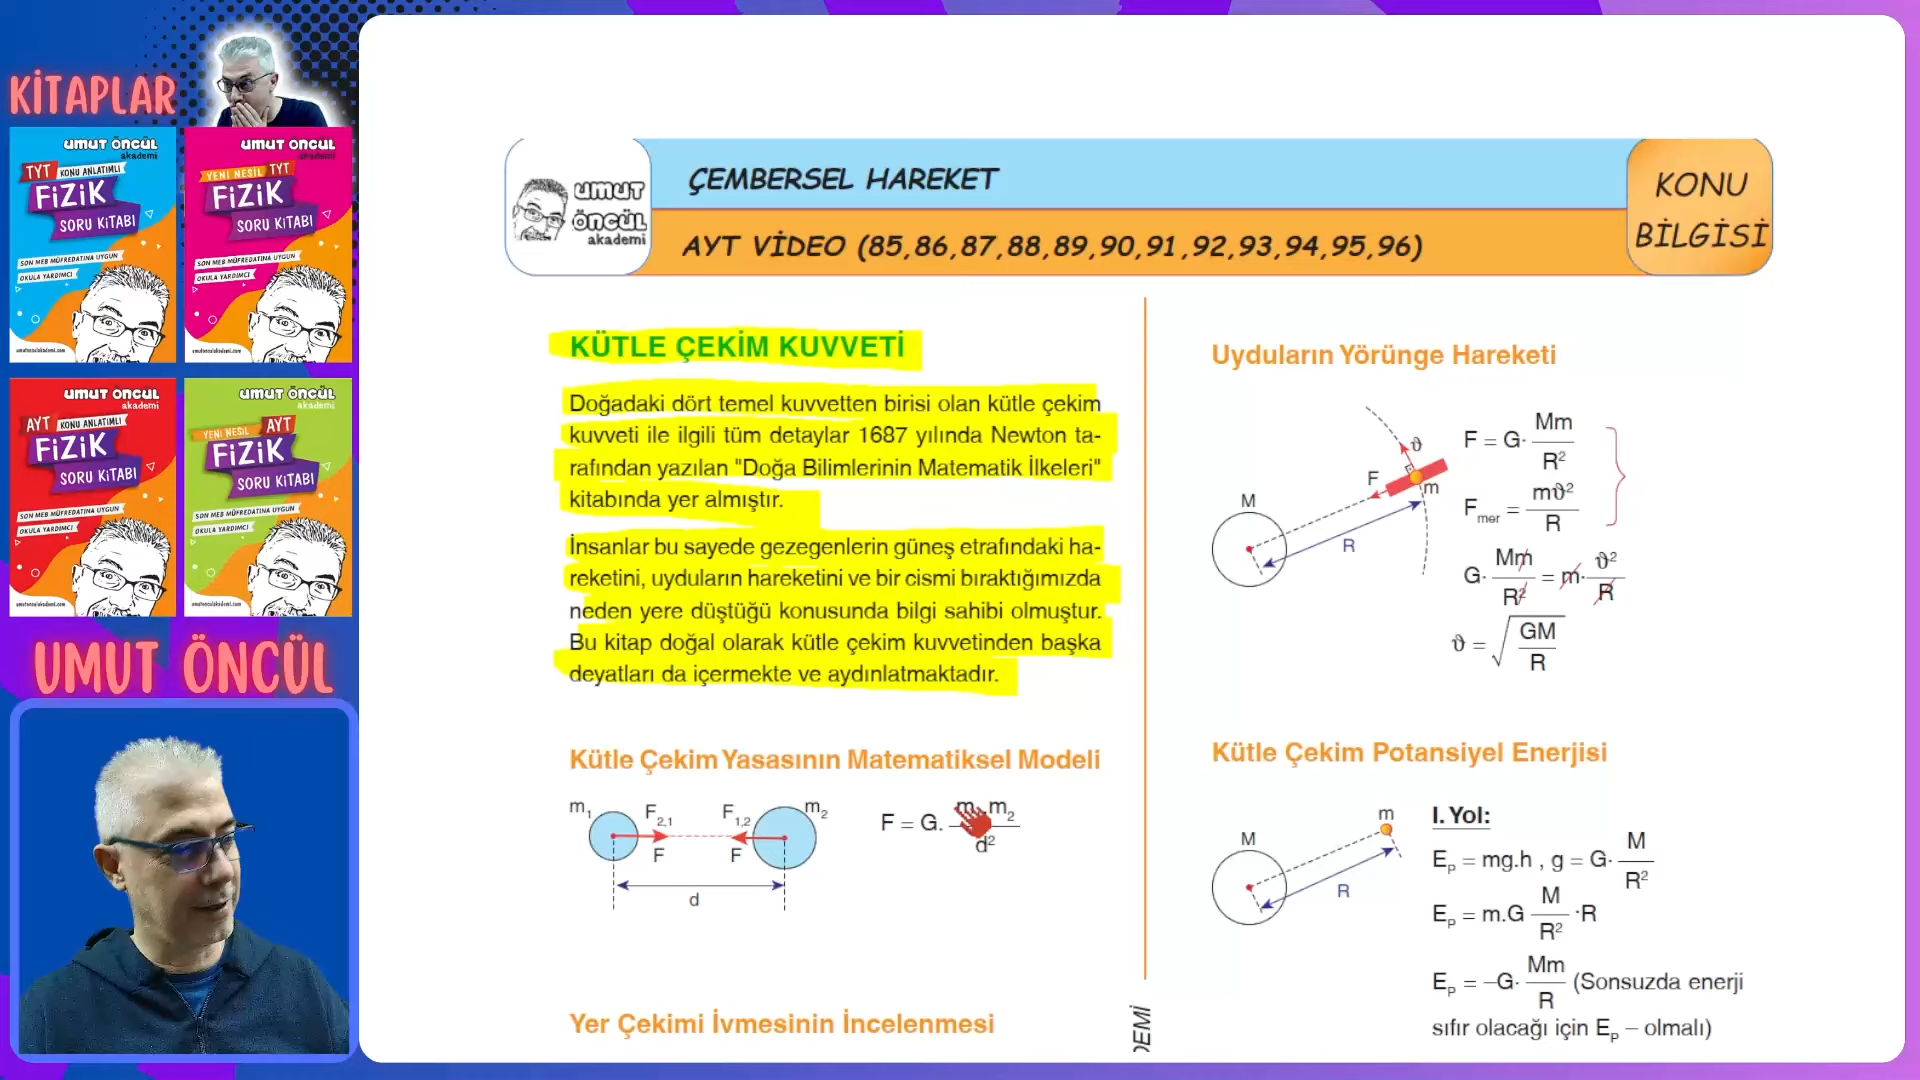 KİTAPLAR
umut öncül
akademi
TYT KONU ANLATIMLI
FİZİK
SORU KİTABI
SON MEB MÜFREDATINA UYGUN
OKULA YARDIMCI
umutonculakademi.com
umut öncül
akademi
YENİ NESİL TYT
FİZİK
SORU KİTABI
SON MEB MÜFREDATINA UYGUN
OKULA YARDIMCI
umutonculakademi.com
umut öncül
akademi
AYT KONU ANLATIMLI
FİZİK
SORU KİTABI
SON MEB MÜFREDATINA UYGUN
OKULA YARDIMCI
umutonculakademi.com
umut öncül
akademi
YENİ NESİL AYT
FİZİK
SORU KİTABI
SON MEB MÜFREDATINA UYGUN
OKULA YARDIMCI
umutonculakademi.com
UMUT ÖNCÜL
umut
öncül
akademi
ÇEMBERSEL HAREKET
AYT VİDEO (85,86,87,88,89,90,91,92,93,94,95,96)
KONU
BİLGİSİ
KÜTLE ÇEKİM KUVVETİ
Doğadaki dört temel kuvvetten birisi olan kütle çekim
kuvveti ile ilgili tüm detaylar 1687 yılında Newton ta-
rafından yazılan "Doğa Bilimlerinin Matematik İlkeleri"
kitabında yer almıştır.
İnsanlar bu sayede gezegenlerin güneş etrafındaki ha-
reketini, uyduların hareketini ve bir cismi bıraktığımızda
neden yere düştüğü konusunda bilgi sahibi olmuştur.
Bu kitap doğal olarak kütle çekim kuvvetinden başka
deyatları da içermekte ve aydınlatmaktadır.
Kütle Çekim Yasasının Matematiksel Modeli
m₁ F₂,₁ F₁,₂ m₂
F F
d
F = G. m m₂ / d²
Yer Çekimi İvmesinin İncelenmesi
Uyduların Yörünge Hareketi
M F ϑ m R
F = G· Mm / R²
Fmer = mϑ² / R
G· Mm / R² = m· ϑ² / R
ϑ = √ GM / R
Kütle Çekim Potansiyel Enerjisi
M m R
I. Yol:
EP = mg.h , g = G· M / R²
EP = m.G M / R² ·R
EP = –G· Mm / R (Sonsuzda enerji
sıfır olacağı için EP – olmalı)
DEMİ